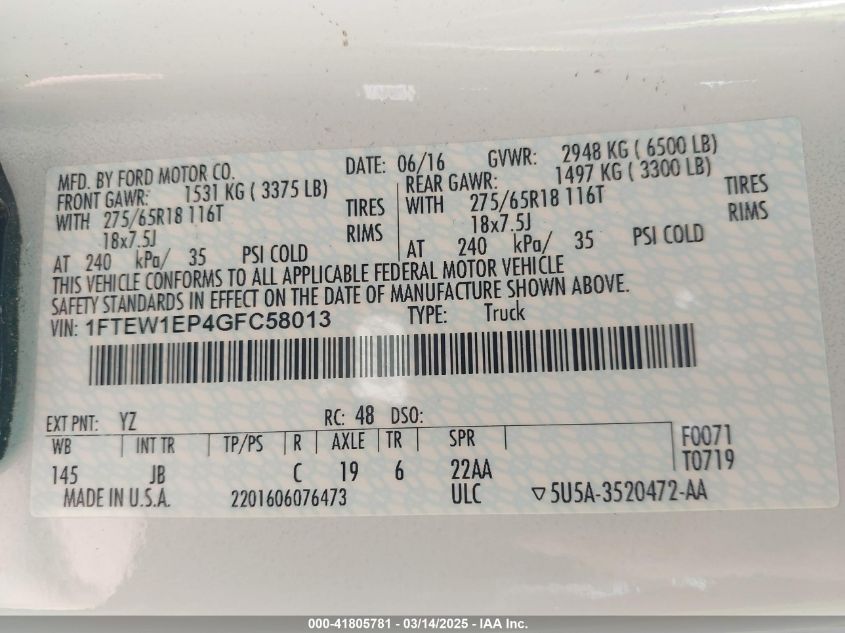 MFD. BY FORD MOTOR CO. DATE: 06/16 GVWR: 2948 KG ( 6500 LB)
FRONT GAWR: 1531 KG ( 3375 LB) REAR GAWR: 1497 KG ( 3300 LB)
WITH 275/65R18 116T TIRES WITH 275/65R18 116T TIRES
18x7.5J RIMS 18x7.5J RIMS
AT 240 kPa/ 35 PSI COLD AT 240 kPa/ 35 PSI COLD
THIS VEHICLE CONFORMS TO ALL APPLICABLE FEDERAL MOTOR VEHICLE
SAFETY STANDARDS IN EFFECT ON THE DATE OF MANUFACTURE SHOWN ABOVE.
VIN: 1FTEW1EP4GFC58013 TYPE: Truck
EXT PNT: YZ RC: 48 DSO:
WB INT TR TP/PS R AXLE TR SPR F0071
145 JB C 19 6 22AA T0719
MADE IN U.S.A. 2201606076473 ULC ▽5U5A-3520472-AA
000-41805781 - 03/14/2025 - IAA Inc.